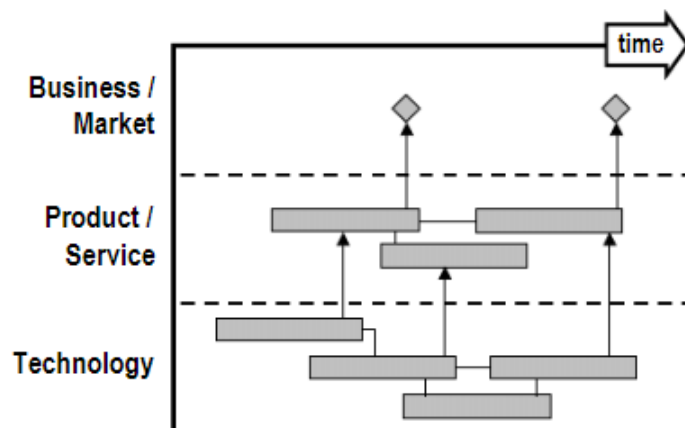 time
Business /
Market
Product /
Service
Technology